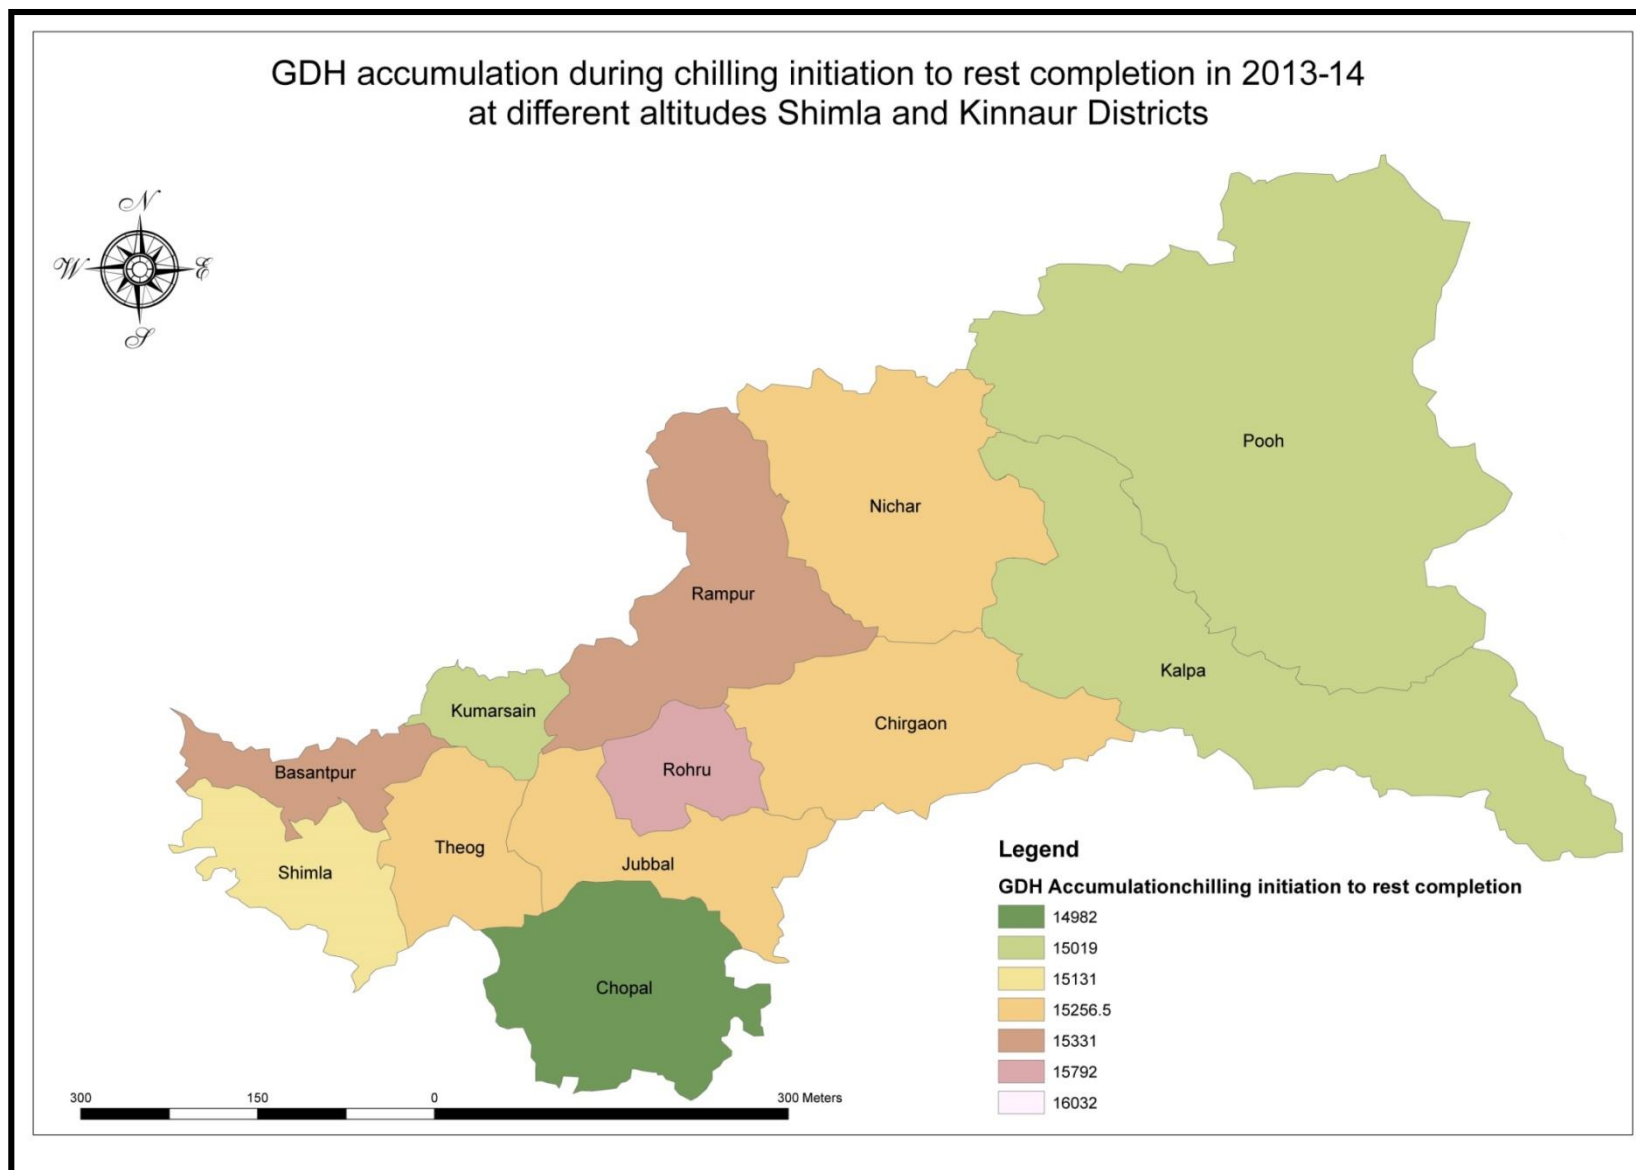 GDH accumulation during chilling initiation to rest completion in 2013-14
at different altitudes Shimla and Kinnaur Districts
N
W
E
S
Pooh
Nichar
Rampur
Kalpa
Kumarsain
Chirgaon
Basantpur
Rohru
Theog
Jubbal
Shimla
Chopal
Legend
GDH Accumulationchilling initiation to rest completion
14982
15019
15131
15256.5
15331
15792
16032
300 150 0 300 Meters